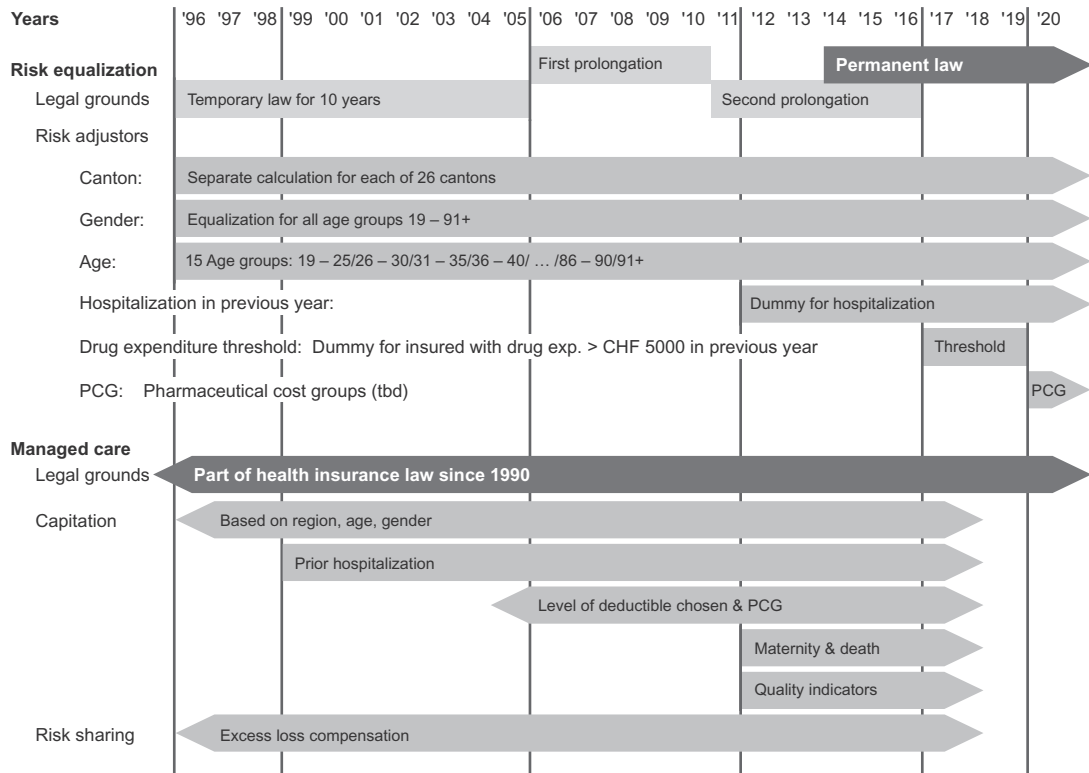 Years '96 '97 '98 '99 '00 '01 '02 '03 '04 '05 '06 '07 '08 '09 '10 '11 '12 '13 '14 '15 '16 '17 '18 '19 '20
First prolongation
Permanent law
Risk equalization
Legal grounds Temporary law for 10 years Second prolongation
Risk adjustors
Canton: Separate calculation for each of 26 cantons
Gender: Equalization for all age groups 19 – 91+
Age: 15 Age groups: 19 – 25/26 – 30/31 – 35/36 – 40/ … /86 – 90/91+
Hospitalization in previous year: Dummy for hospitalization
Drug expenditure threshold: Dummy for insured with drug exp. > CHF 5000 in previous year Threshold
PCG: Pharmaceutical cost groups (tbd) PCG
Managed care
Legal grounds Part of health insurance law since 1990
Capitation Based on region, age, gender
Prior hospitalization
Level of deductible chosen & PCG
Maternity & death
Quality indicators
Risk sharing Excess loss compensation